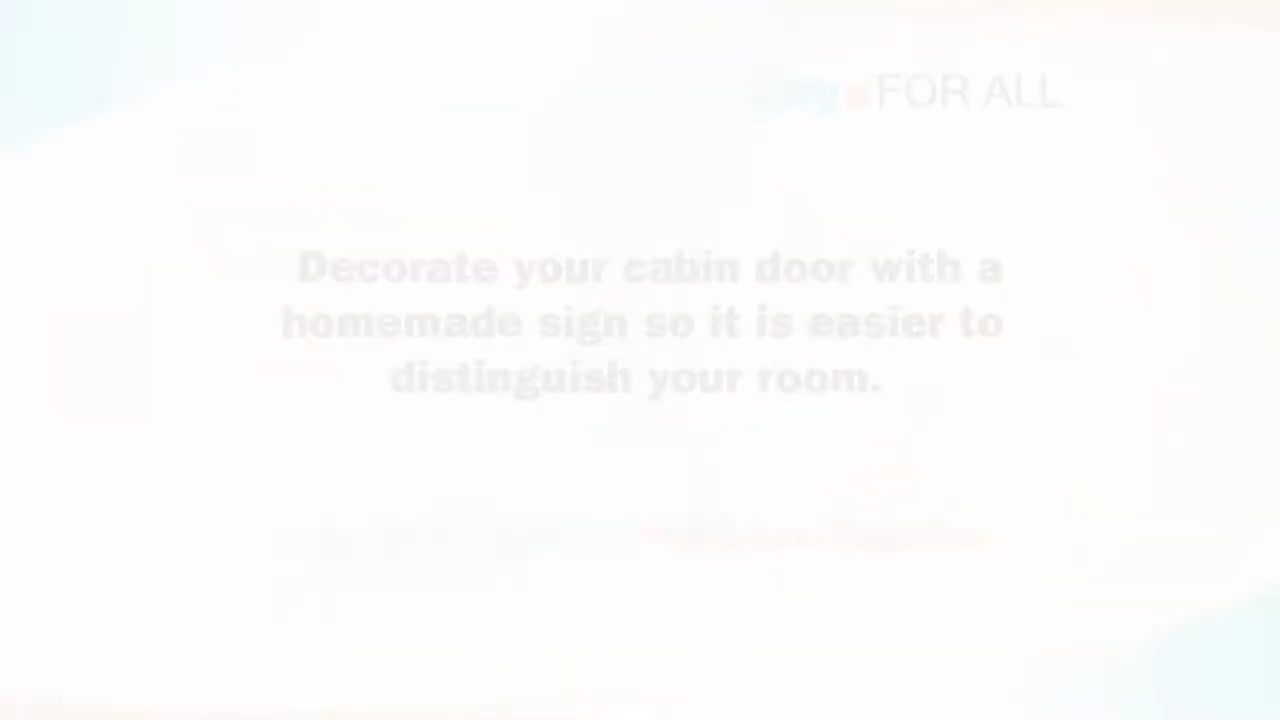 FOR ALL
Decorate your cabin door with a
homemade sign so it is easier to
distinguish your room.